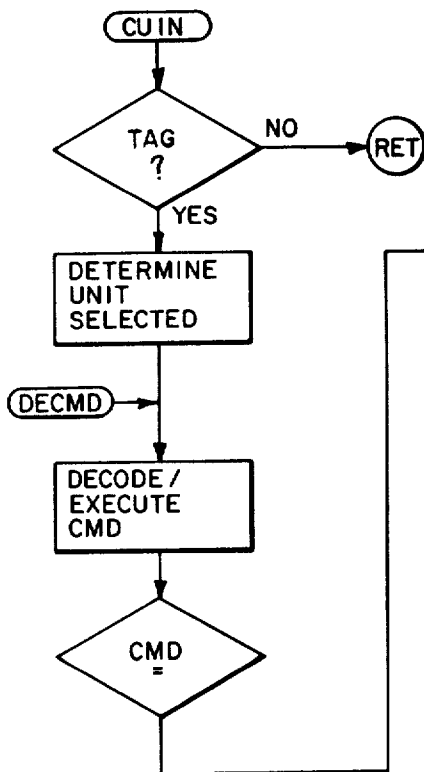 CUIN
TAG
?
NO
RET
YES
DETERMINE
UNIT
SELECTED
DECMD
DECODE/
EXECUTE
CMD
CMD
=